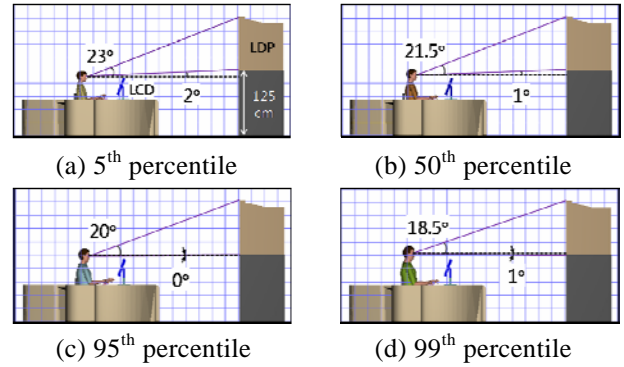 23°
LDP
LCD
2°
125
cm
(a) 5th percentile
21.5°
1°
(b) 50th percentile
20°
0°
(c) 95th percentile
18.5°
1°
(d) 99th percentile